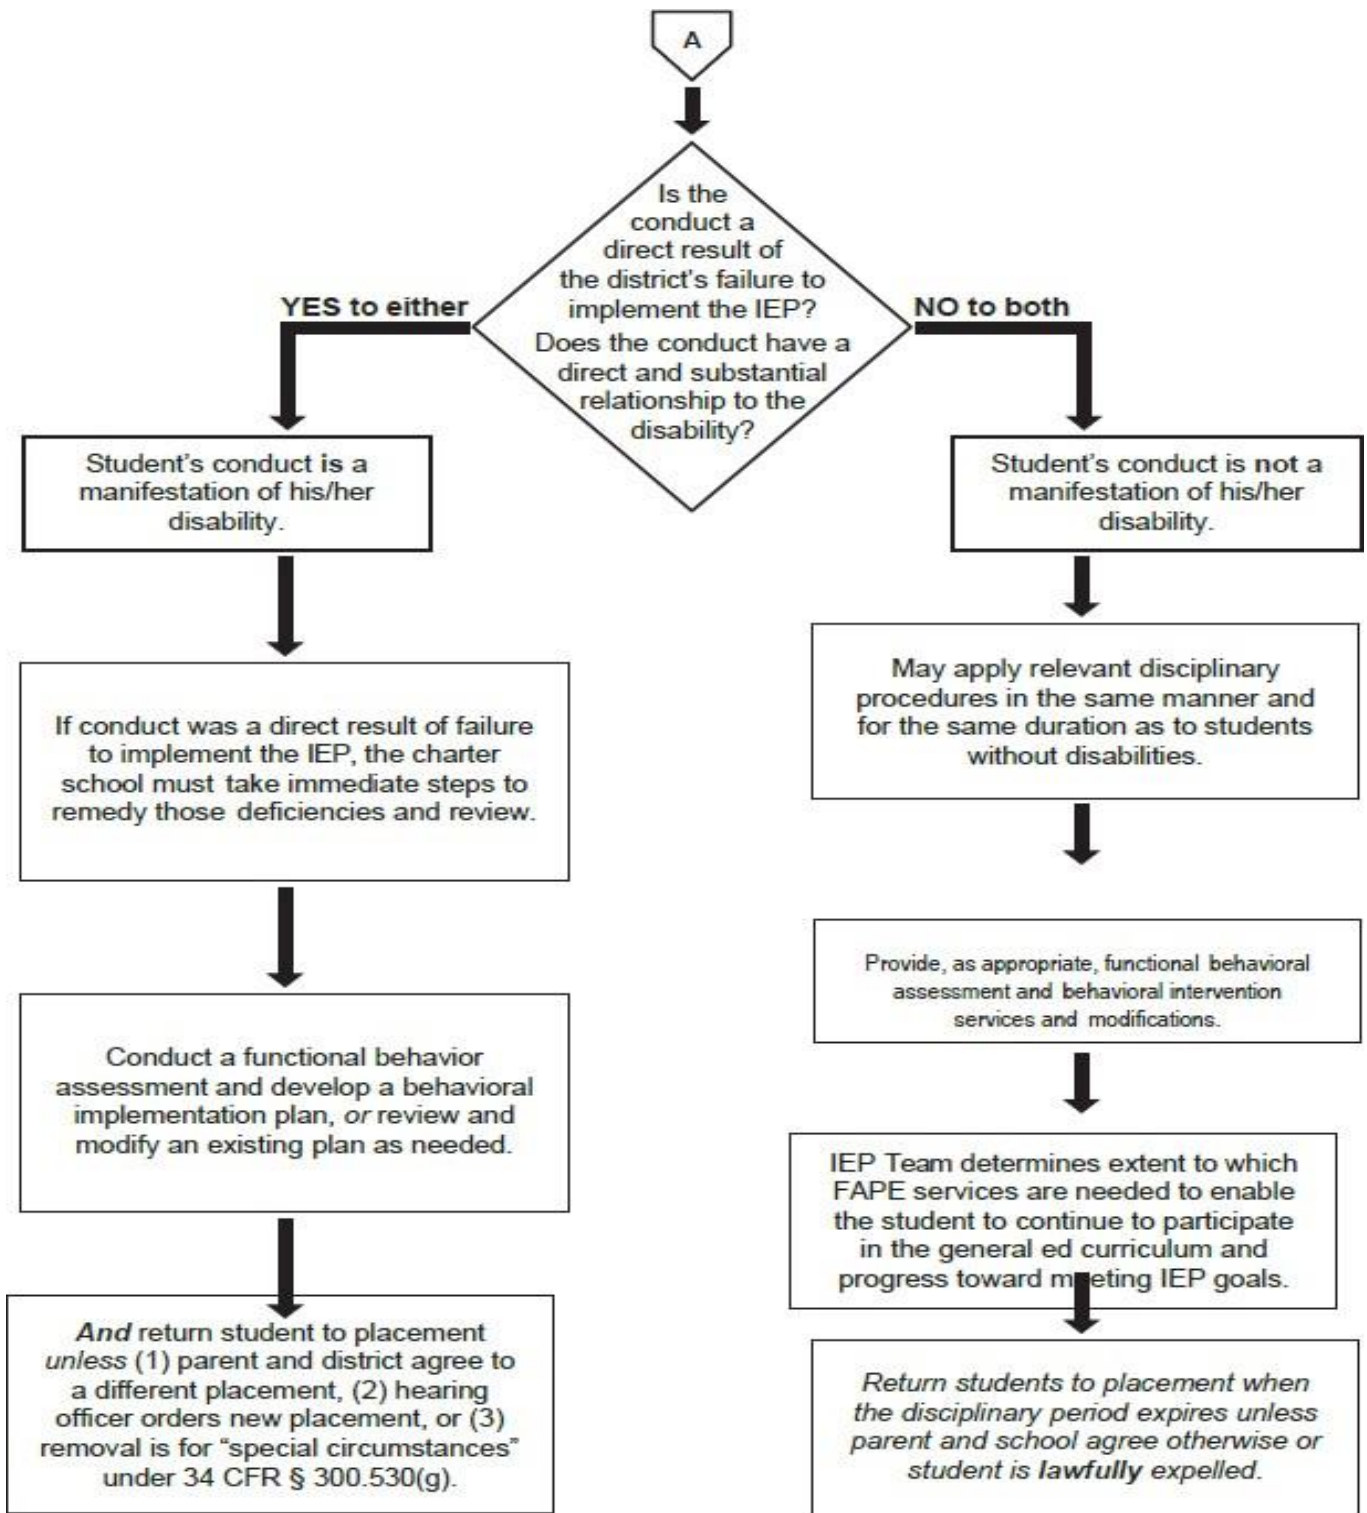 A
Is the
conduct a
direct result of
the district's failure to
implement the IEP?
Does the conduct have a
direct and substantial
relationship to the
disability?
YES to either
NO to both
Student's conduct is a
manifestation of his/her
disability.
If conduct was a direct result of failure
to implement the IEP, the charter
school must take immediate steps to
remedy those deficiencies and review.
Conduct a functional behavior
assessment and develop a behavioral
implementation plan, or review and
modify an existing plan as needed.
And return student to placement
unless (1) parent and district agree to
a different placement, (2) hearing
officer orders new placement, or (3)
removal is for “special circumstances”
under 34 CFR § 300.530(g).
Student's conduct is not a
manifestation of his/her
disability.
May apply relevant disciplinary
procedures in the same manner and
for the same duration as to students
without disabilities.
Provide, as appropriate, functional behavioral
assessment and behavioral intervention
services and modifications.
IEP Team determines extent to which
FAPE services are needed to enable
the student to continue to participate
in the general ed curriculum and
progress toward meeting IEP goals.
Return students to placement when
the disciplinary period expires unless
parent and school agree otherwise or
student is lawfully expelled.